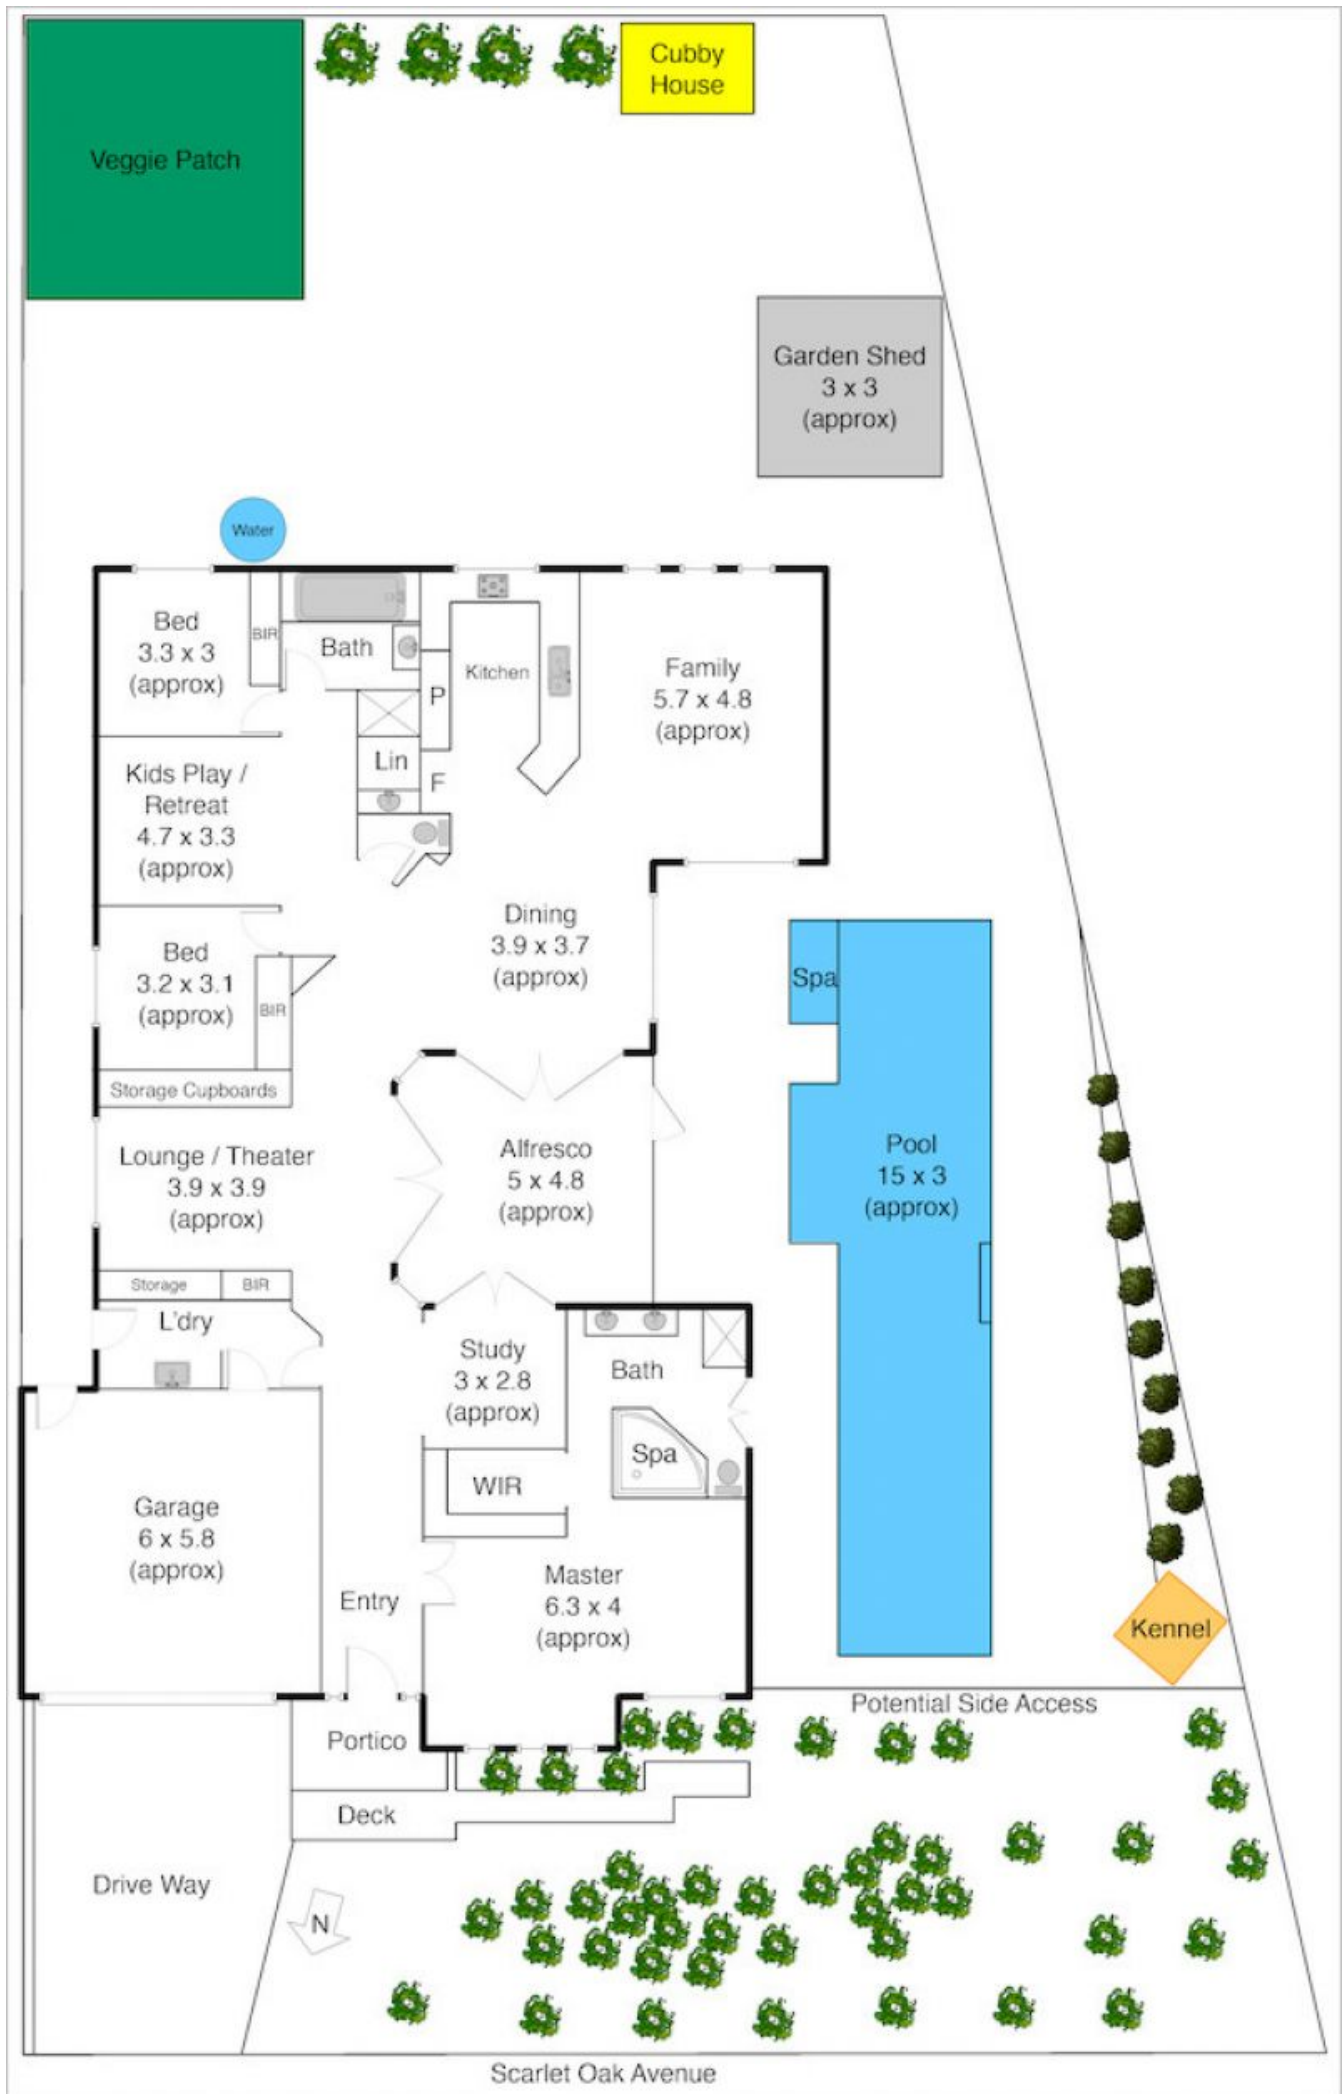 Cubby
House
Veggie Patch
Garden Shed
3 x 3
(approx)
Water
Bed
3.3 x 3
(approx)
BIR
Bath
P
Kitchen
Family
5.7 x 4.8
(approx)
Lin
F
Kids Play /
Retreat
4.7 x 3.3
(approx)
Dining
3.9 x 3.7
(approx)
Bed
3.2 x 3.1
(approx)
BIR
Spa
Storage Cupboards
Lounge / Theater
3.9 x 3.9
(approx)
Alfresco
5 x 4.8
(approx)
Pool
15 x 3
(approx)
Storage
BIR
L'dry
Study
3 x 2.8
(approx)
Bath
Spa
WIR
Garage
6 x 5.8
(approx)
Entry
Master
6.3 x 4
(approx)
Kennel
Potential Side Access
Portico
Deck
Drive Way
N
Scarlet Oak Avenue